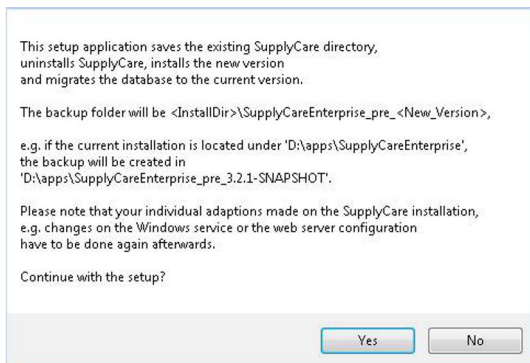 This setup application saves the existing SupplyCare directory,
uninstalls SupplyCare, installs the new version
and migrates the database to the current version.
The backup folder will be <InstallDir>\SupplyCareEnterprise_pre_<New_Version>,
e.g. if the current installation is located under 'D:\apps\SupplyCareEnterprise',
the backup will be created in
'D:\apps\SupplyCareEnterprise_pre_3.2.1-SNAPSHOT'.
Please note that your individual adaptions made on the SupplyCare installation,
e.g. changes on the Windows service or the web server configuration
have to be done again afterwards.
Continue with the setup?
Yes No